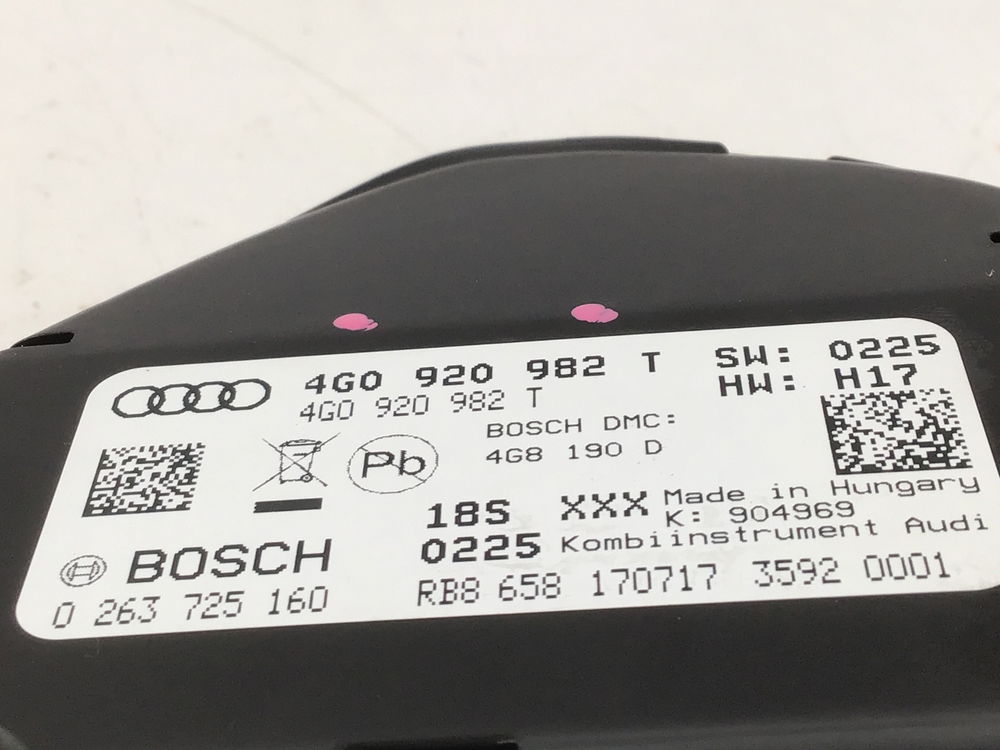 4G0 920 982 T
4G0 920 982 T
SW: 0225
HW: H17
BOSCH DMC:
4G8 190 D
Pb
18S XXX
0225
Made in Hungary
K: 904969
Kombiinstrument Audi
BOSCH
0 263 725 160
RB8 658 170717 3592 0001